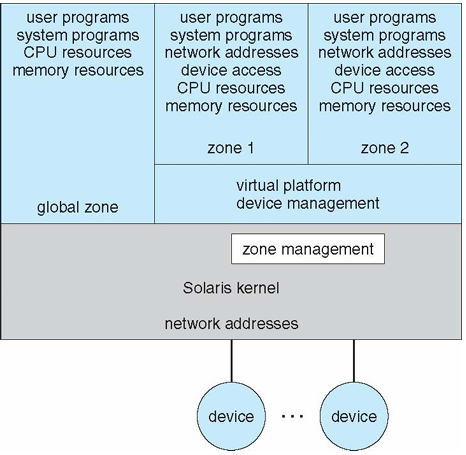 user programs
system programs
CPU resources
memory resources
global zone
user programs
system programs
network addresses
device access
CPU resources
memory resources
zone 1
user programs
system programs
network addresses
device access
CPU resources
memory resources
zone 2
virtual platform
device management
zone management
Solaris kernel
network addresses
device
...
device